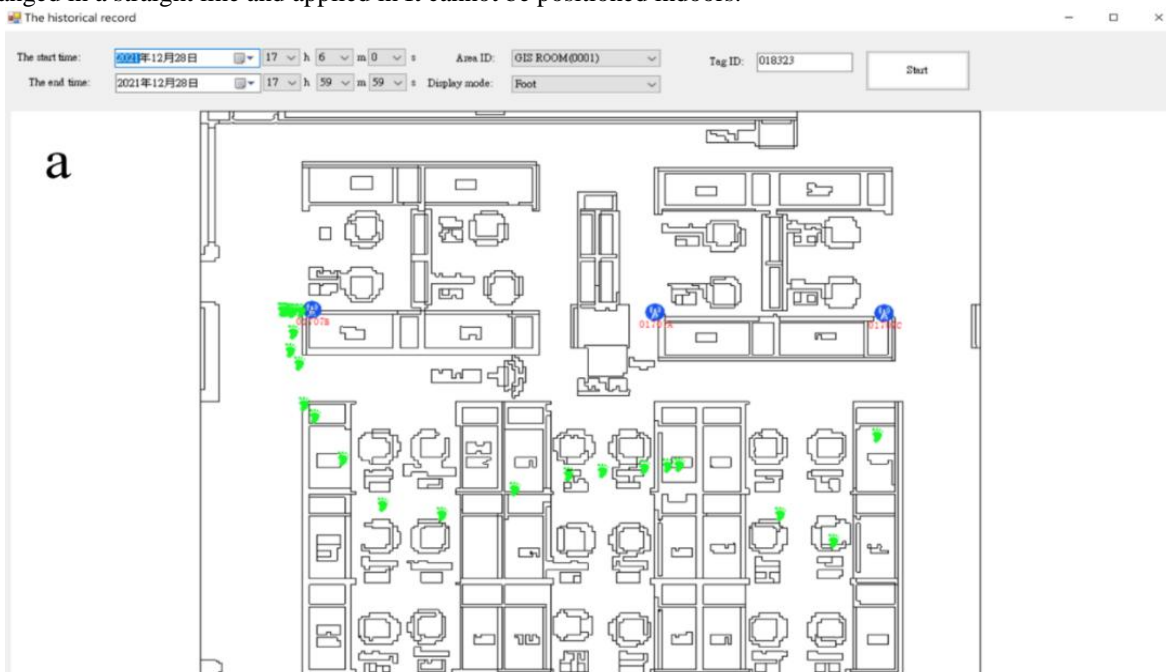 anged in a straight line and applied in it cannot be positioned indoors.
The historical record
The start time: 2021年12月28日 17 h 6 m 0 s Area ID: GIS ROOM(0001) Tag ID: 018323 Start
The end time: 2021年12月28日 17 h 59 m 59 s Display mode: Foot
a